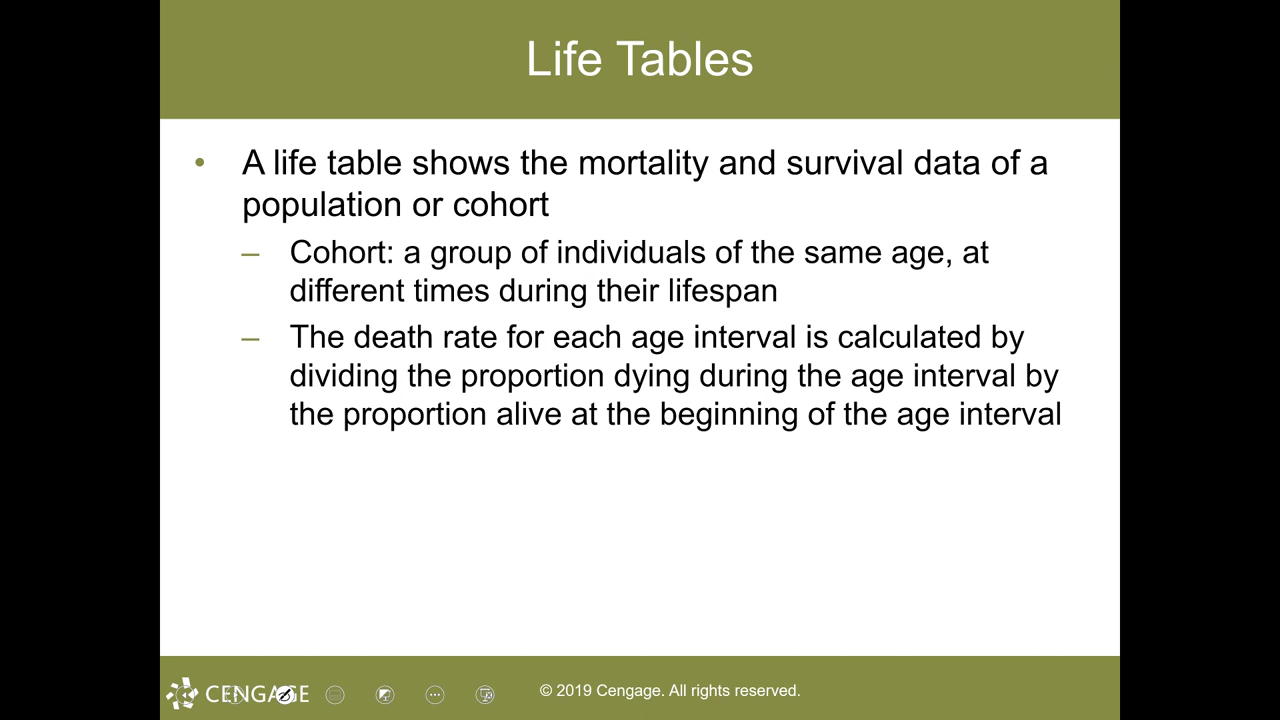 Life Tables
• A life table shows the mortality and survival data of a
population or cohort
– Cohort: a group of individuals of the same age, at
different times during their lifespan
– The death rate for each age interval is calculated by
dividing the proportion dying during the age interval by
the proportion alive at the beginning of the age interval
CENGAGE
© 2019 Cengage. All rights reserved.